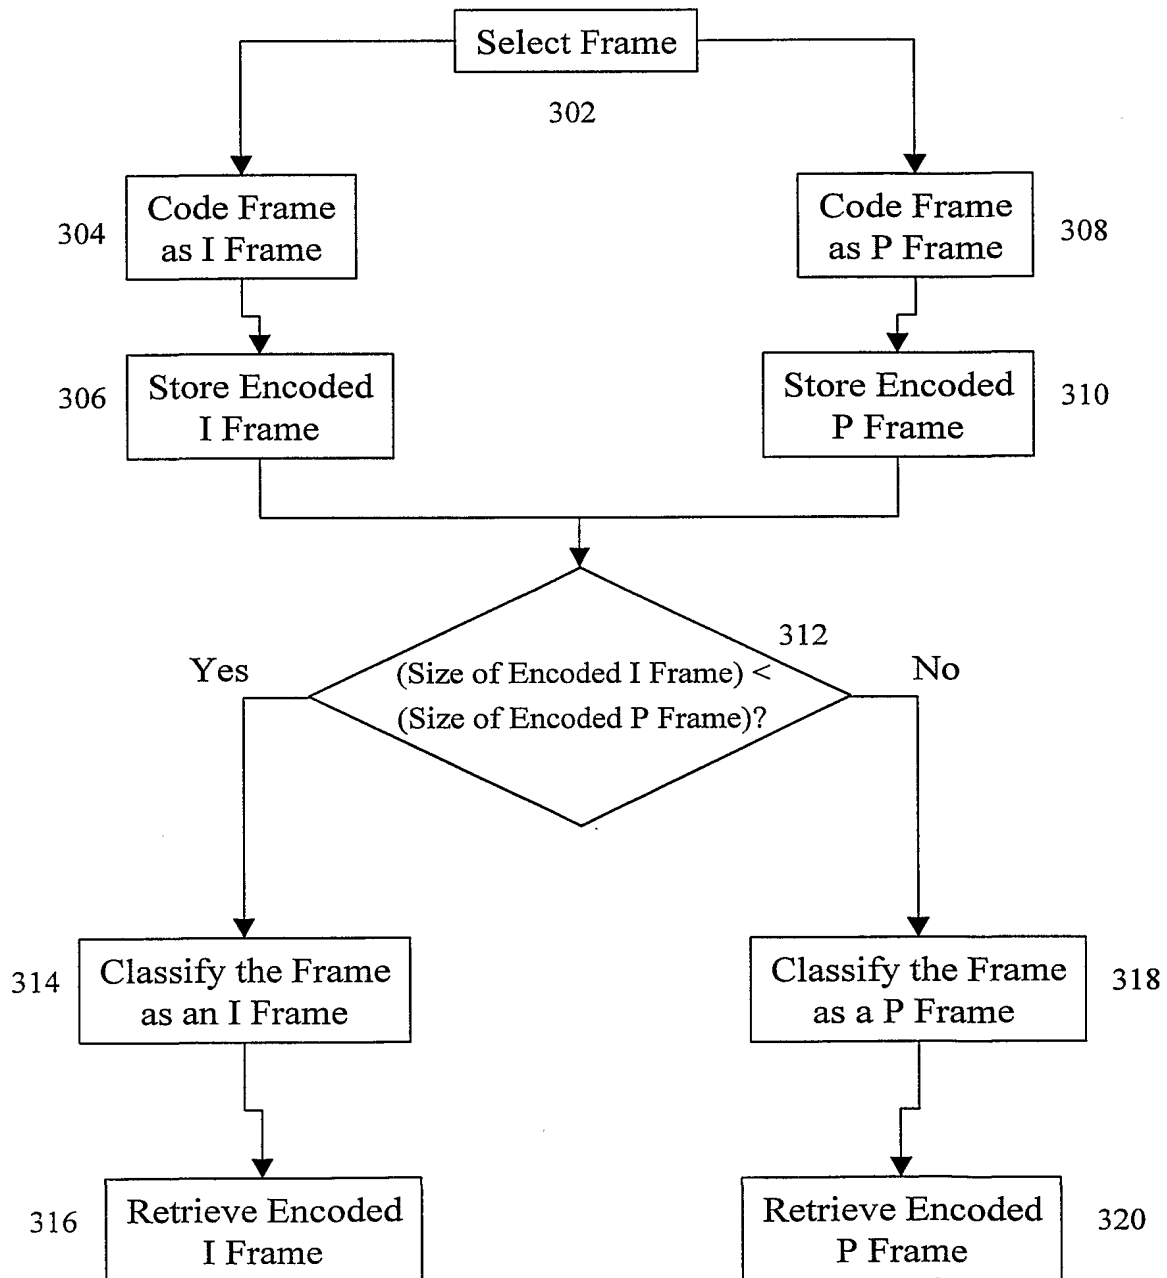 Select Frame
302
Code Frame
as I Frame
304
Code Frame
as P Frame
308
Store Encoded
I Frame
306
Store Encoded
P Frame
310
312
Yes
(Size of Encoded I Frame) <
(Size of Encoded P Frame)?
No
314
Classify the Frame
as an I Frame
Classify the Frame
as a P Frame
318
316
Retrieve Encoded
I Frame
Retrieve Encoded
P Frame
320